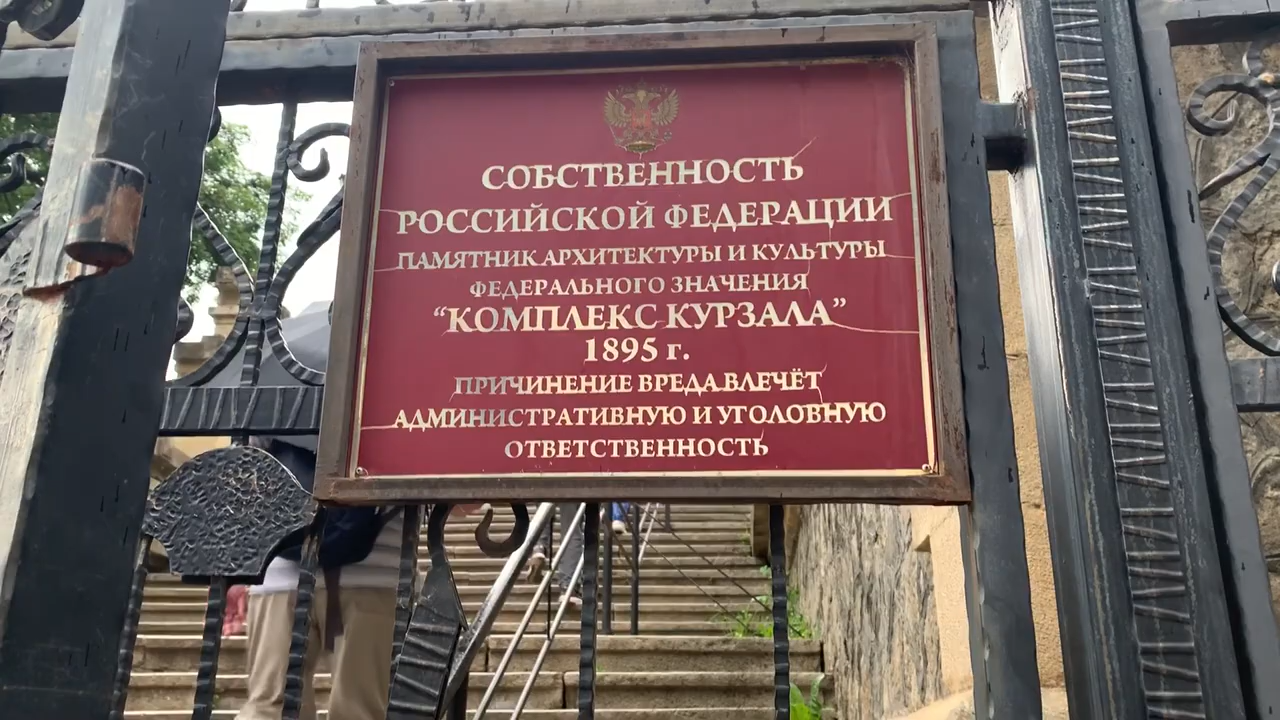 СОБСТВЕННОСТЬ
РОССИЙСКОЙ ФЕДЕРАЦИИ
ПАМЯТНИК АРХИТЕКТУРЫ И КУЛЬТУРЫ
ФЕДЕРАЛЬНОГО ЗНАЧЕНИЯ
“КОМПЛЕКС КУРЗАЛА”
1895 г.
ПРИЧИНЕНИЕ ВРЕДА ВЛЕЧЁТ
АДМИНИСТРАТИВНУЮ И УГОЛОВНУЮ
ОТВЕТСТВЕННОСТЬ